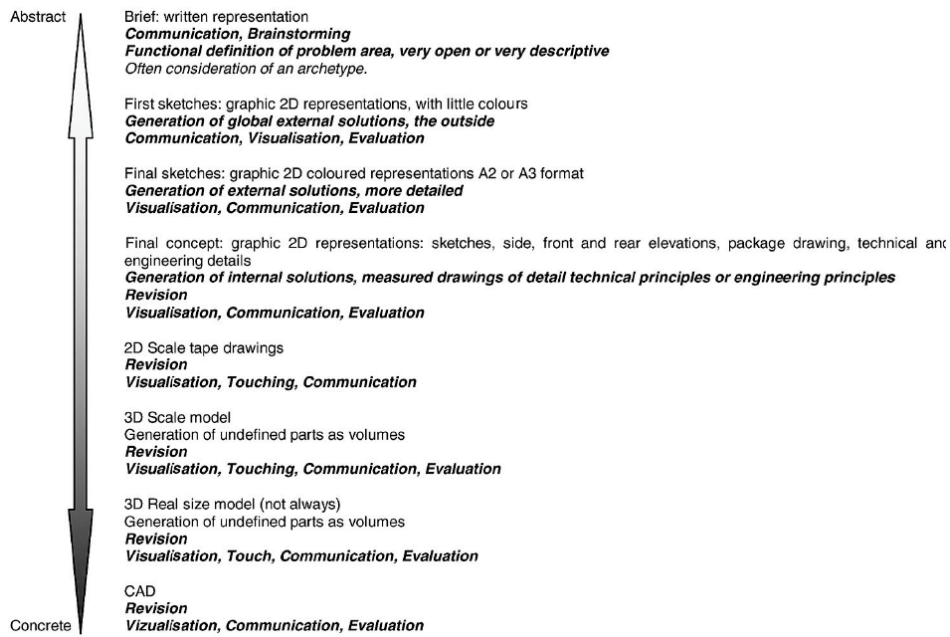 Abstract
Brief: written representation
Communication, Brainstorming
Functional definition of problem area, very open or very descriptive
Often consideration of an archetype.
First sketches: graphic 2D representations, with little colours
Generation of global external solutions, the outside
Communication, Visualisation, Evaluation
Final sketches: graphic 2D coloured representations A2 or A3 format
Generation of external solutions, more detailed
Visualisation, Communication, Evaluation
Final concept: graphic 2D representations: sketches, side, front and rear elevations, package drawing, technical and
engineering details
Generation of internal solutions, measured drawings of detail technical principles or engineering principles
Revision
Visualisation, Communication, Evaluation
2D Scale tape drawings
Revision
Visualisation, Touching, Communication
3D Scale model
Generation of undefined parts as volumes
Revision
Visualisation, Touching, Communication, Evaluation
3D Real size model (not always)
Generation of undefined parts as volumes
Revision
Visualisation, Touch, Communication, Evaluation
CAD
Revision
Concrete
Vizualisation, Communication, Evaluation